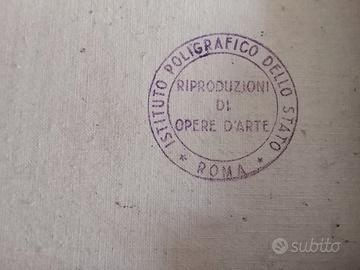 ISTITUTO POLIGRAFICO DELLO STATO
RIPRODUZIONI
DI
OPERE D'ARTE
* ROMA *
subito